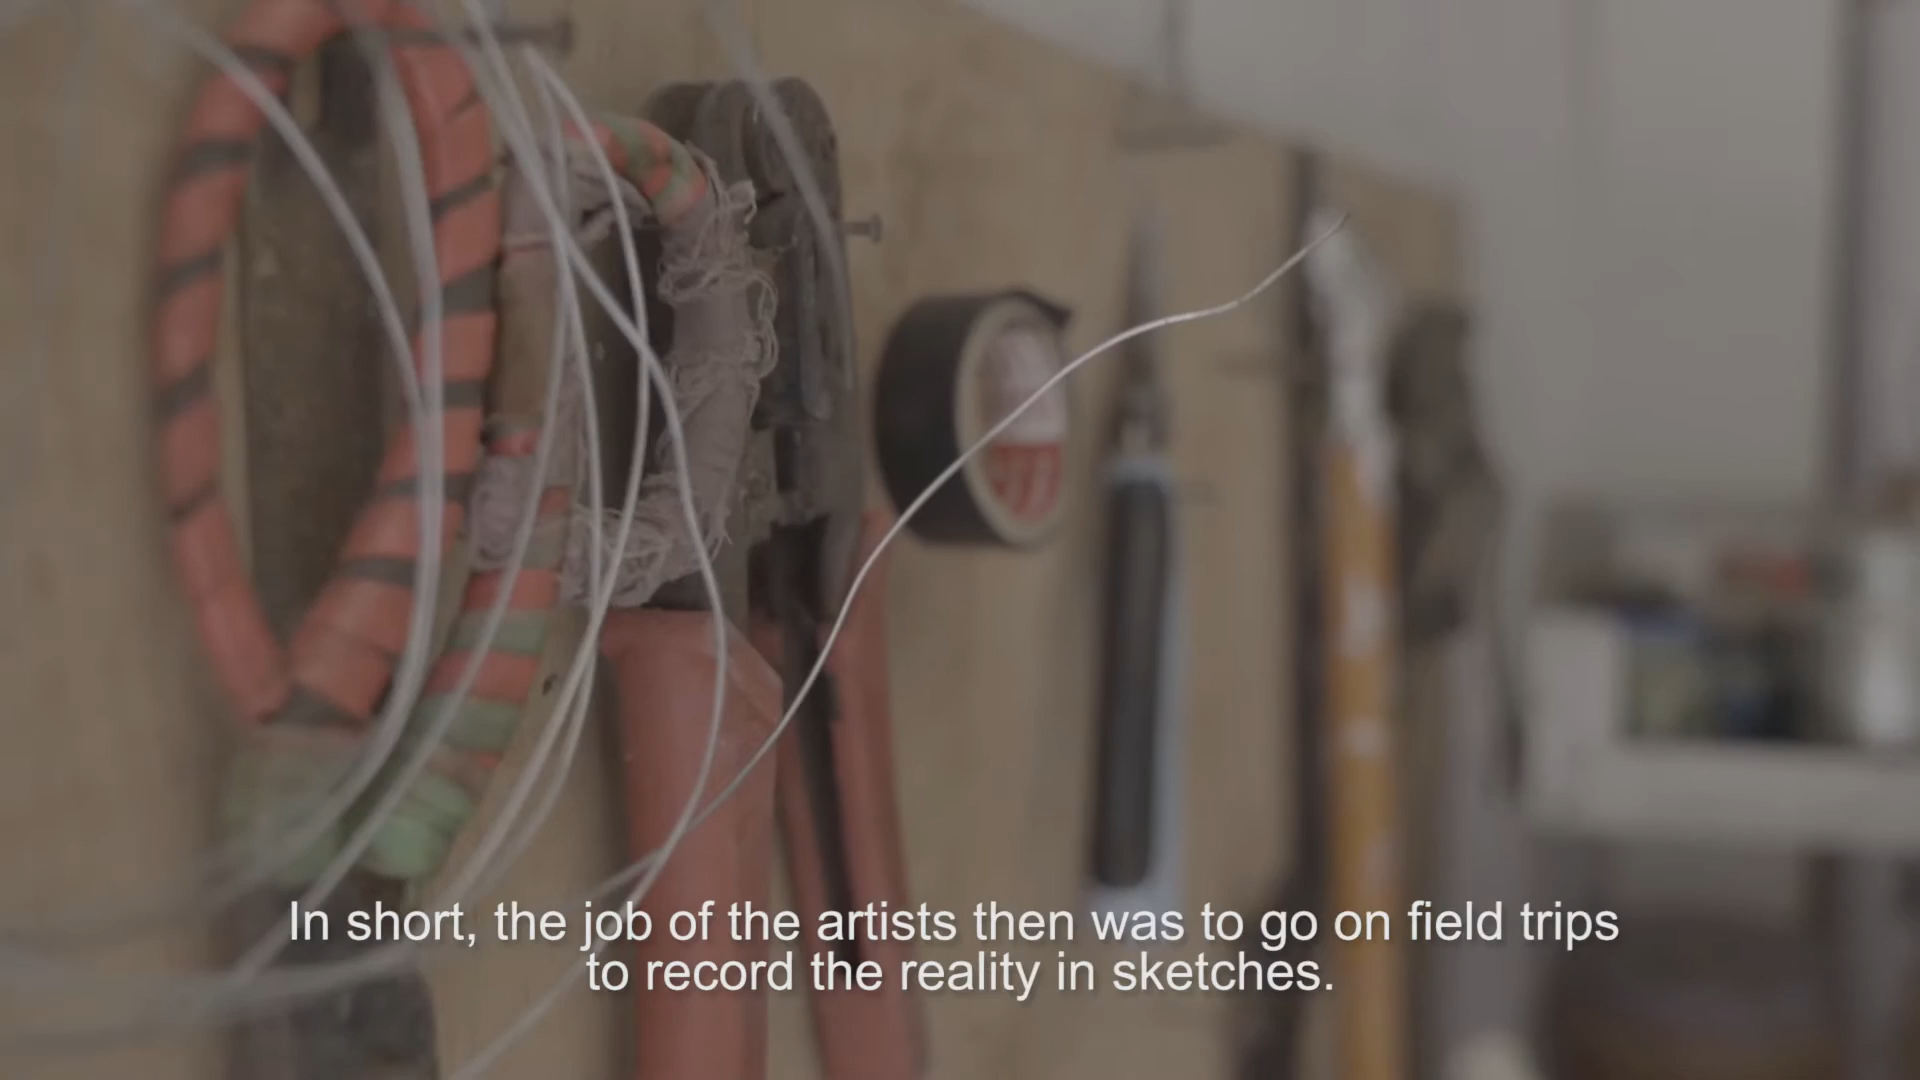 In short, the job of the artists then was to go on field trips
to record the reality in sketches.